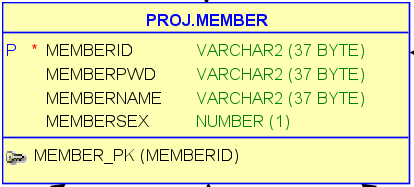 PROJ.MEMBER
P * MEMBERID VARCHAR2 (37 BYTE)
MEMBERPWD VARCHAR2 (37 BYTE)
MEMBERNAME VARCHAR2 (37 BYTE)
MEMBERSEX NUMBER (1)
MEMBER_PK (MEMBERID)